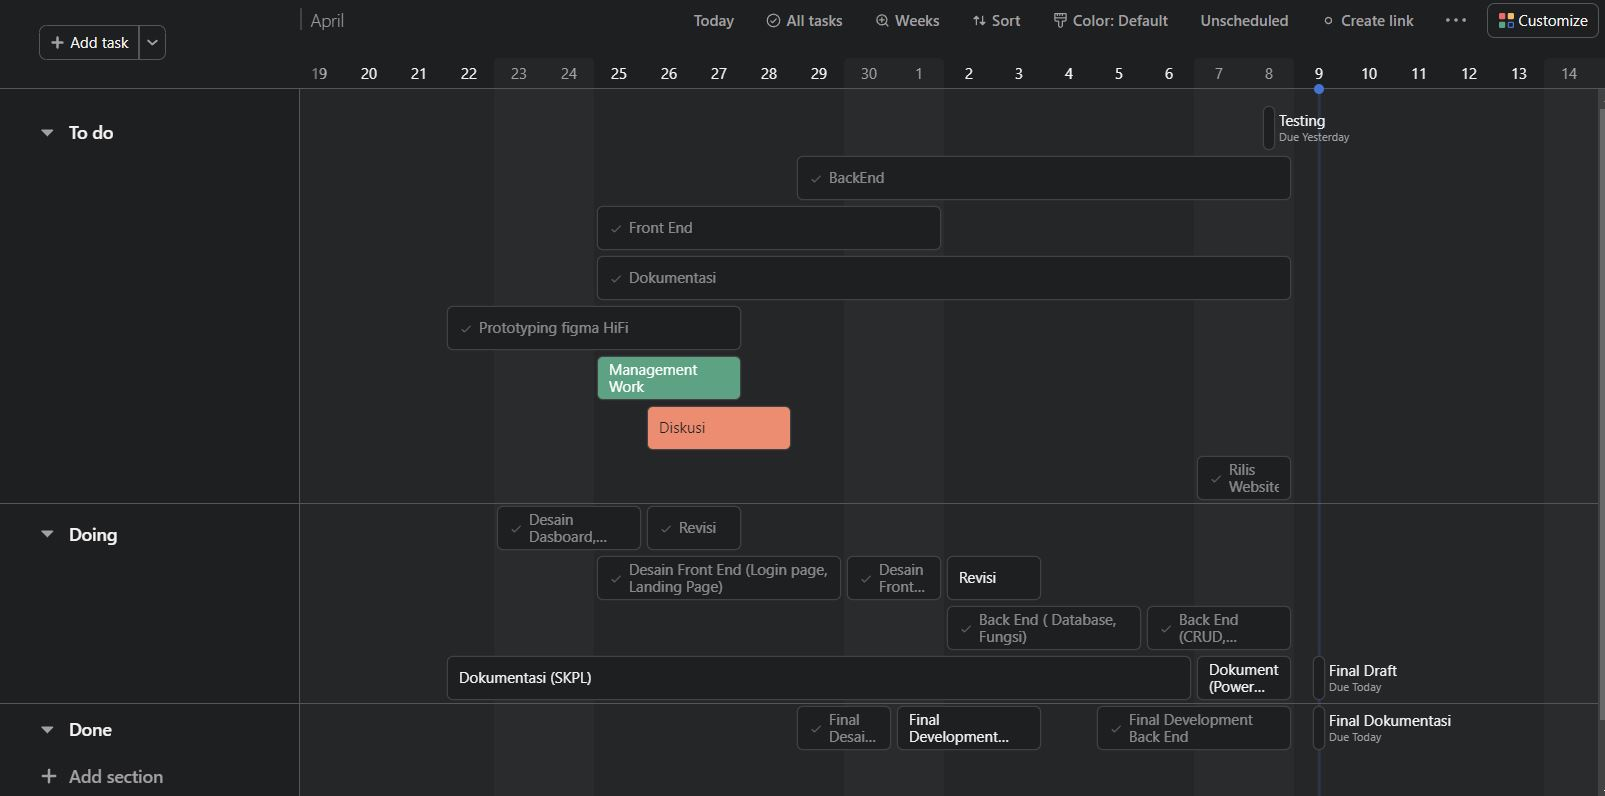 April
Today
All tasks
Weeks
Sort
Color: Default
Unscheduled
Create link
Customize
Add task
19 20 21 22 23 24 25 26 27 28 29 30 1 2 3 4 5 6 7 8 9 10 11 12 13 14
To do
Testing
Due Yesterday
BackEnd
Front End
Dokumentasi
Prototyping figma HiFi
Management
Work
Diskusi
Rilis
Website
Doing
Desain
Dasboard,...
Revisi
Desain Front End (Login page,
Landing Page)
Desain
Front...
Revisi
Back End ( Database,
Fungsi)
Back End
(CRUD,...
Dokumentasi (SKPL)
Dokument
(Power...
Final Draft
Due Today
Done
Final
Desai...
Final
Development...
Final Development
Back End
Final Dokumentasi
Due Today
Add section